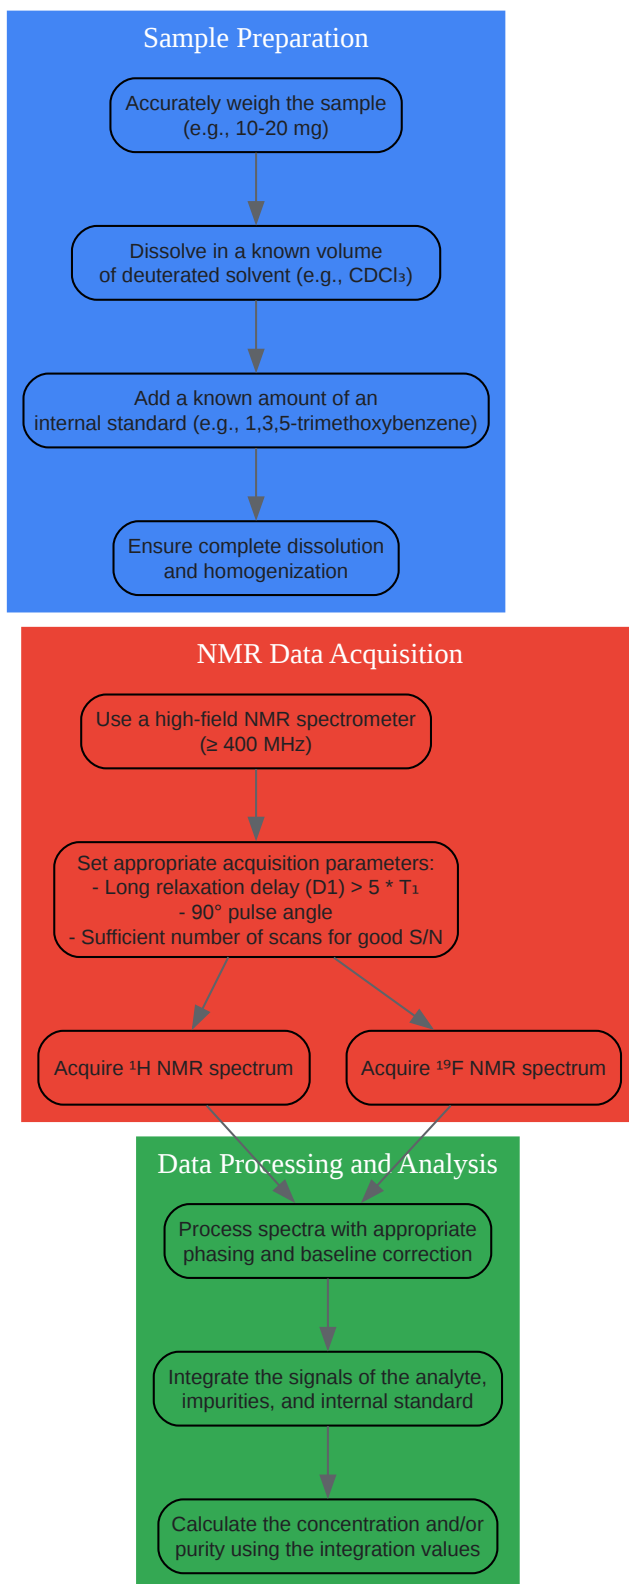 Sample Preparation
Accurately weigh the sample
(e.g., 10-20 mg)
Dissolve in a known volume
of deuterated solvent (e.g., CDCl₃)
Add a known amount of an
internal standard (e.g., 1,3,5-trimethoxybenzene)
Ensure complete dissolution
and homogenization
NMR Data Acquisition
Use a high-field NMR spectrometer
(≥ 400 MHz)
Set appropriate acquisition parameters:
- Long relaxation delay (D1) > 5 * T₁
- 90° pulse angle
- Sufficient number of scans for good S/N
Acquire ¹H NMR spectrum
Acquire ¹⁹F NMR spectrum
Data Processing and Analysis
Process spectra with appropriate
phasing and baseline correction
Integrate the signals of the analyte,
impurities, and internal standard
Calculate the concentration and/or
purity using the integration values